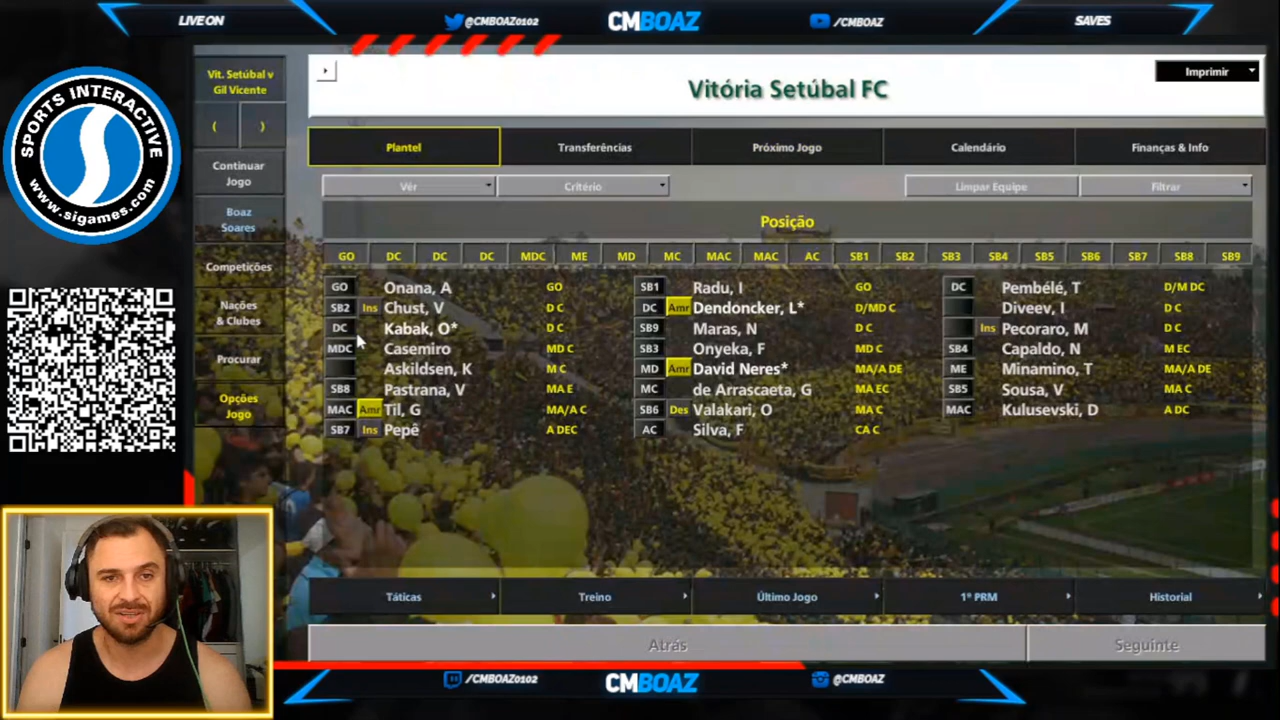 LIVE ON
@CMBOAZ0102
CMBOAZ
/CMBOAZ
SAVES
SPORTS INTERACTIVE
www.sigames.com
Vit. Setúbal v
Gil Vicente
Continuar
Jogo
Boaz
Soares
Competições
Nações
& Clubes
Procurar
Opções
Jogo
Imprimir
Vitória Setúbal FC
Plantel
Transferências
Próximo Jogo
Calendário
Finanças & Info
Vêr
Critério
Limpar Equipe
Filtrar
Posição
GO DC DC DC MDC ME MD MC MAC MAC AC SB1 SB2 SB3 SB4 SB5 SB6 SB7 SB8 SB9
GO Onana, A GO
SB2 Ins Chust, V D C
DC Kabak, O* D C
MDC Casemiro MD C
Askildsen, K M C
SB8 Pastrana, V MA E
MAC Amr Til, G MA/A C
SB7 Ins Pepê A DEC
SB1 Radu, I GO
DC Amr Dendoncker, L* D/MD C
SB9 Maras, N D C
SB3 Onyeka, F MD C
MD Amr David Neres* MA/A DE
MC de Arrascaeta, G MA EC
SB6 Des Valakari, O MA C
AC Silva, F CA C
DC Pembélé, T D/M DC
Diveev, I D C
Ins Pecoraro, M D C
SB4 Capaldo, N M EC
ME Minamino, T MA/A DE
SB5 Sousa, V MA C
MAC Kulusevski, D A DC
Táticas
Treino
Último Jogo
1ª PRM
Historial
Atrás
Seguinte
/CMBOAZ0102
CMBOAZ
@CMBOAZ